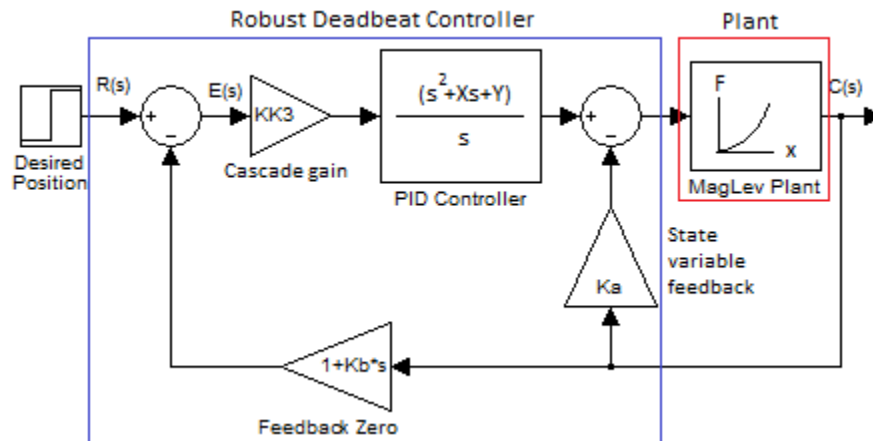 Robust Deadbeat Controller
Plant
R(s)
E(s)
KK3
(s²+Xs+Y)
s
F
X
C(s)
+
−
+
−
Desired
Position
Cascade gain
PID Controller
MagLev Plant
State
variable
feedback
Ka
1+Kb*s
Feedback Zero